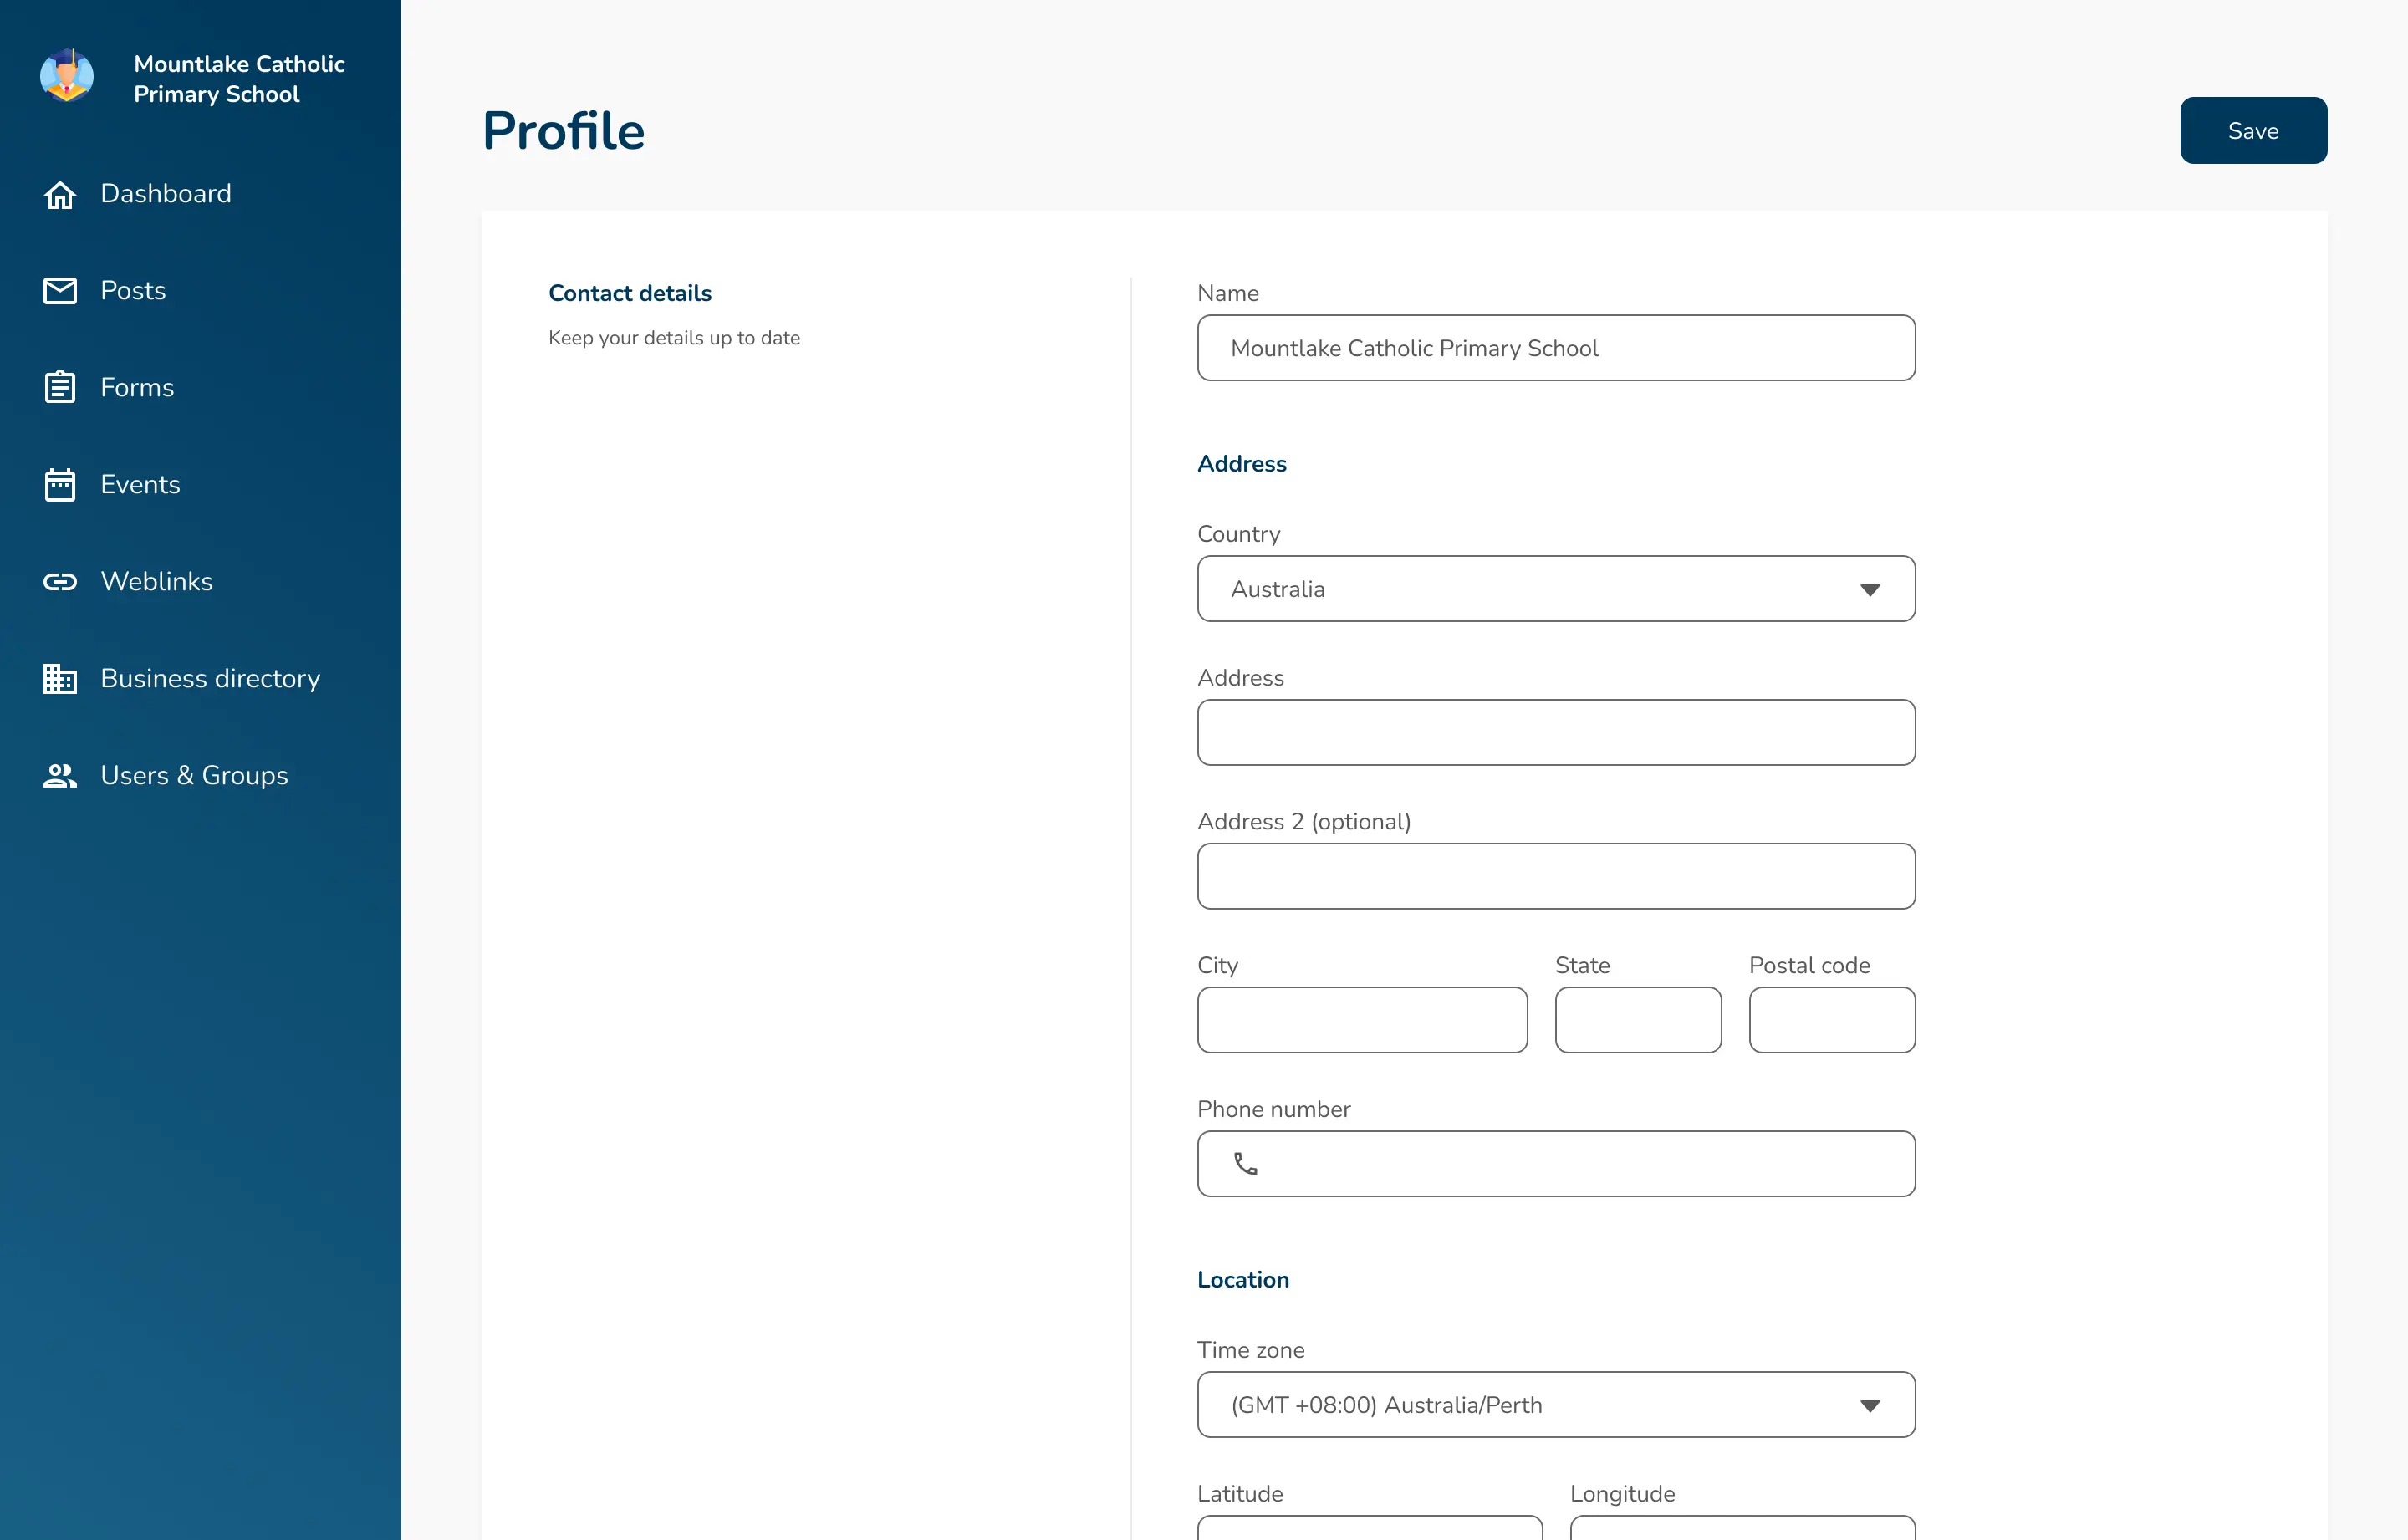 Mountlake Catholic
Primary School
Dashboard
Posts
Forms
Events
Weblinks
Business directory
Users & Groups
Profile
Save
Contact details
Keep your details up to date
Name
Mountlake Catholic Primary School
Address
Country
Australia
Address
Address 2 (optional)
City State Postal code
Phone number
Location
Time zone
(GMT +08:00) Australia/Perth
Latitude Longitude